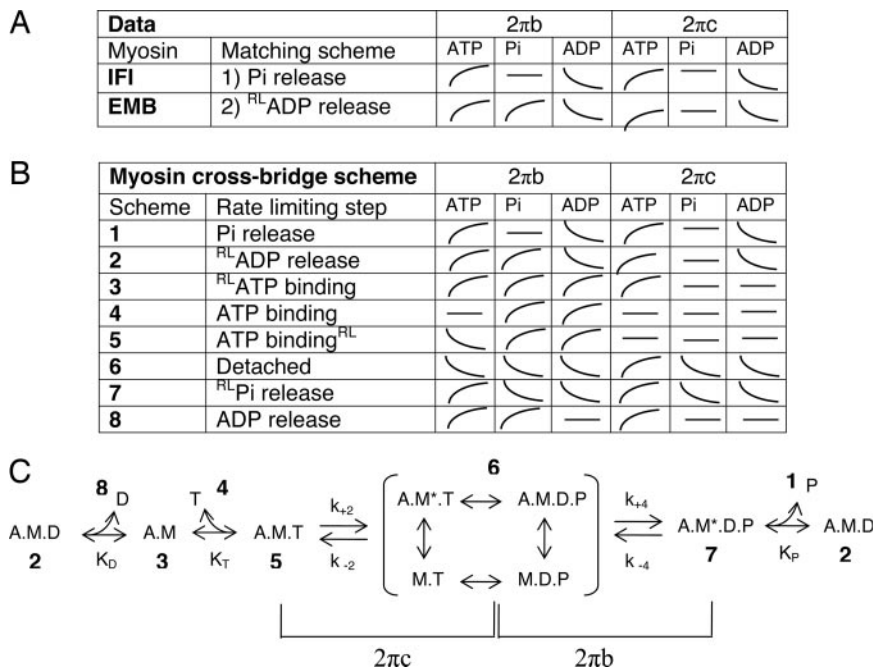 A
Data 2πb 2πc
Myosin Matching scheme ATP Pi ADP ATP Pi ADP
IFI 1) Pi release
EMB 2) RLADP release
B
Myosin cross-bridge scheme 2πb 2πc
Scheme Rate limiting step ATP Pi ADP ATP Pi ADP
1 Pi release
2 RLADP release
3 RLATP binding
4 ATP binding
5 ATP bindingRL
6 Detached
7 RLPi release
8 ADP release
C
6
8 D T 4 1 P
A.M*.T A.M.D.P
k+2 k+4
A.M.D A.M A.M.T A.M*.D.P A.M.D
KD KT k-2 k-4 KP
2 3 5 7 2
M.T M.D.P
2πc 2πb